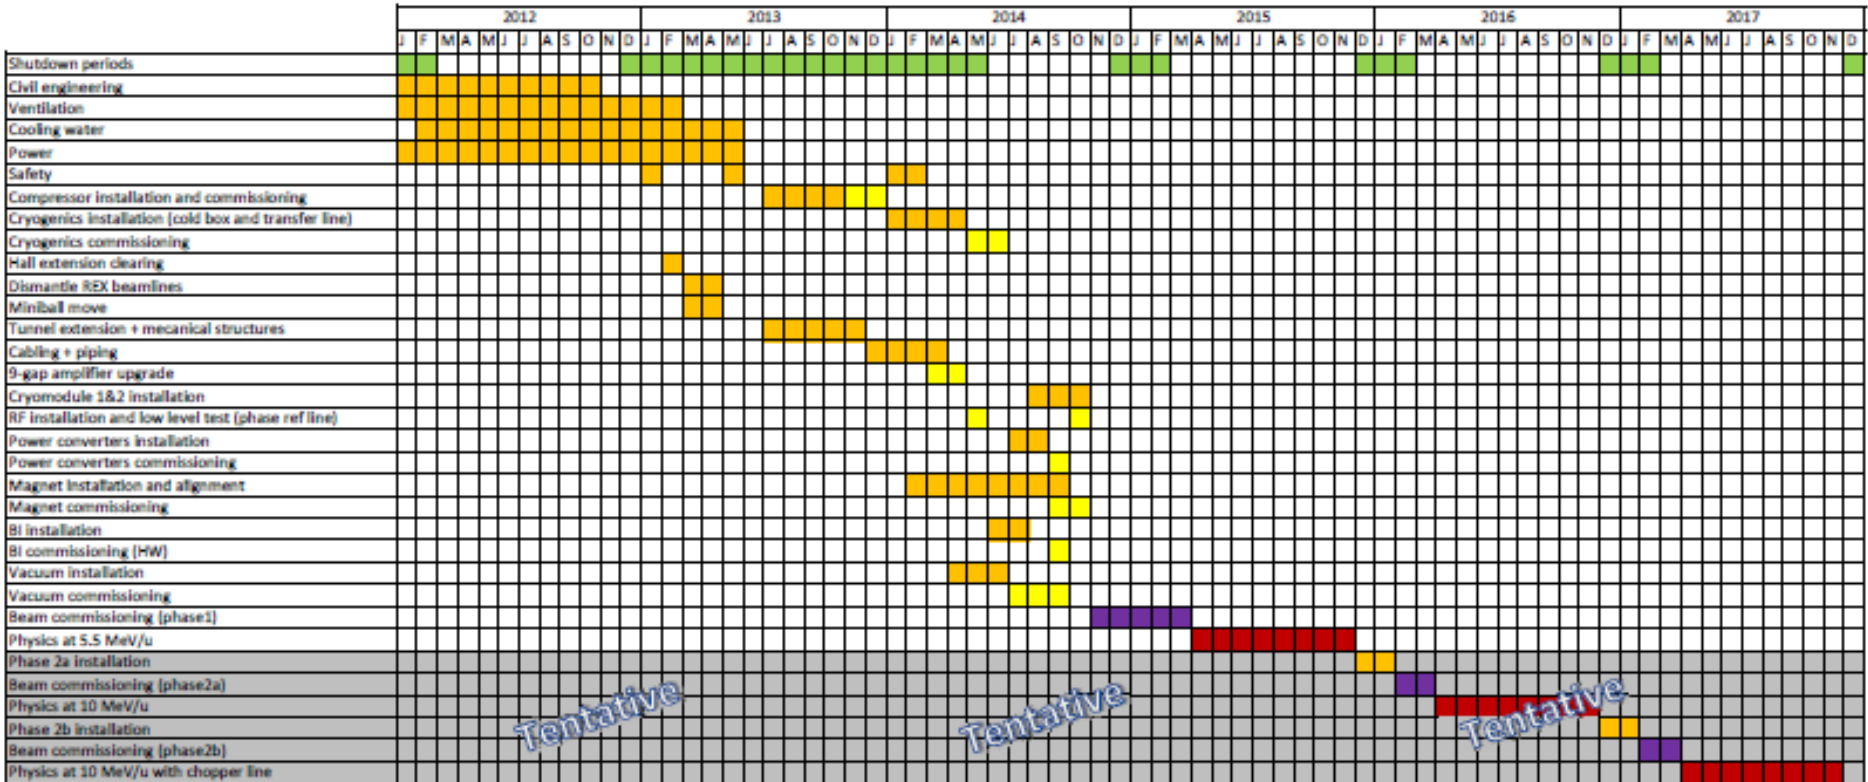 2012 2013 2014 2015 2016 2017
J F M A M J J A S O N D J F M A M J J A S O N D J F M A M J J A S O N D J F M A M J J A S O N D J F M A M J J A S O N D J F M A M J J A S O N D
Shutdown periods
Civil engineering
Ventilation
Cooling water
Power
Safety
Compressor installation and commissioning
Cryogenics installation (cold box and transfer line)
Cryogenics commissioning
Hall extension clearing
Dismantle REX beamlines
Miniball move
Tunnel extension + mecanical structures
Cabling + piping
9-gap amplifier upgrade
Cryomodule 1&2 installation
RF installation and low level test (phase ref line)
Power converters installation
Power converters commissioning
Magnet Installation and alignment
Magnet commissioning
BI installation
BI commissioning (HW)
Vacuum installation
Vacuum commissioning
Beam commissioning (phase1)
Physics at 5.5 MeV/u
Phase 2a installation
Beam commissioning (phase2a)
Physics at 10 MeV/u
Phase 2b installation
Beam commissioning (phase2b)
Physics at 10 MeV/u with chopper line
Tentative
Tentative
Tentative